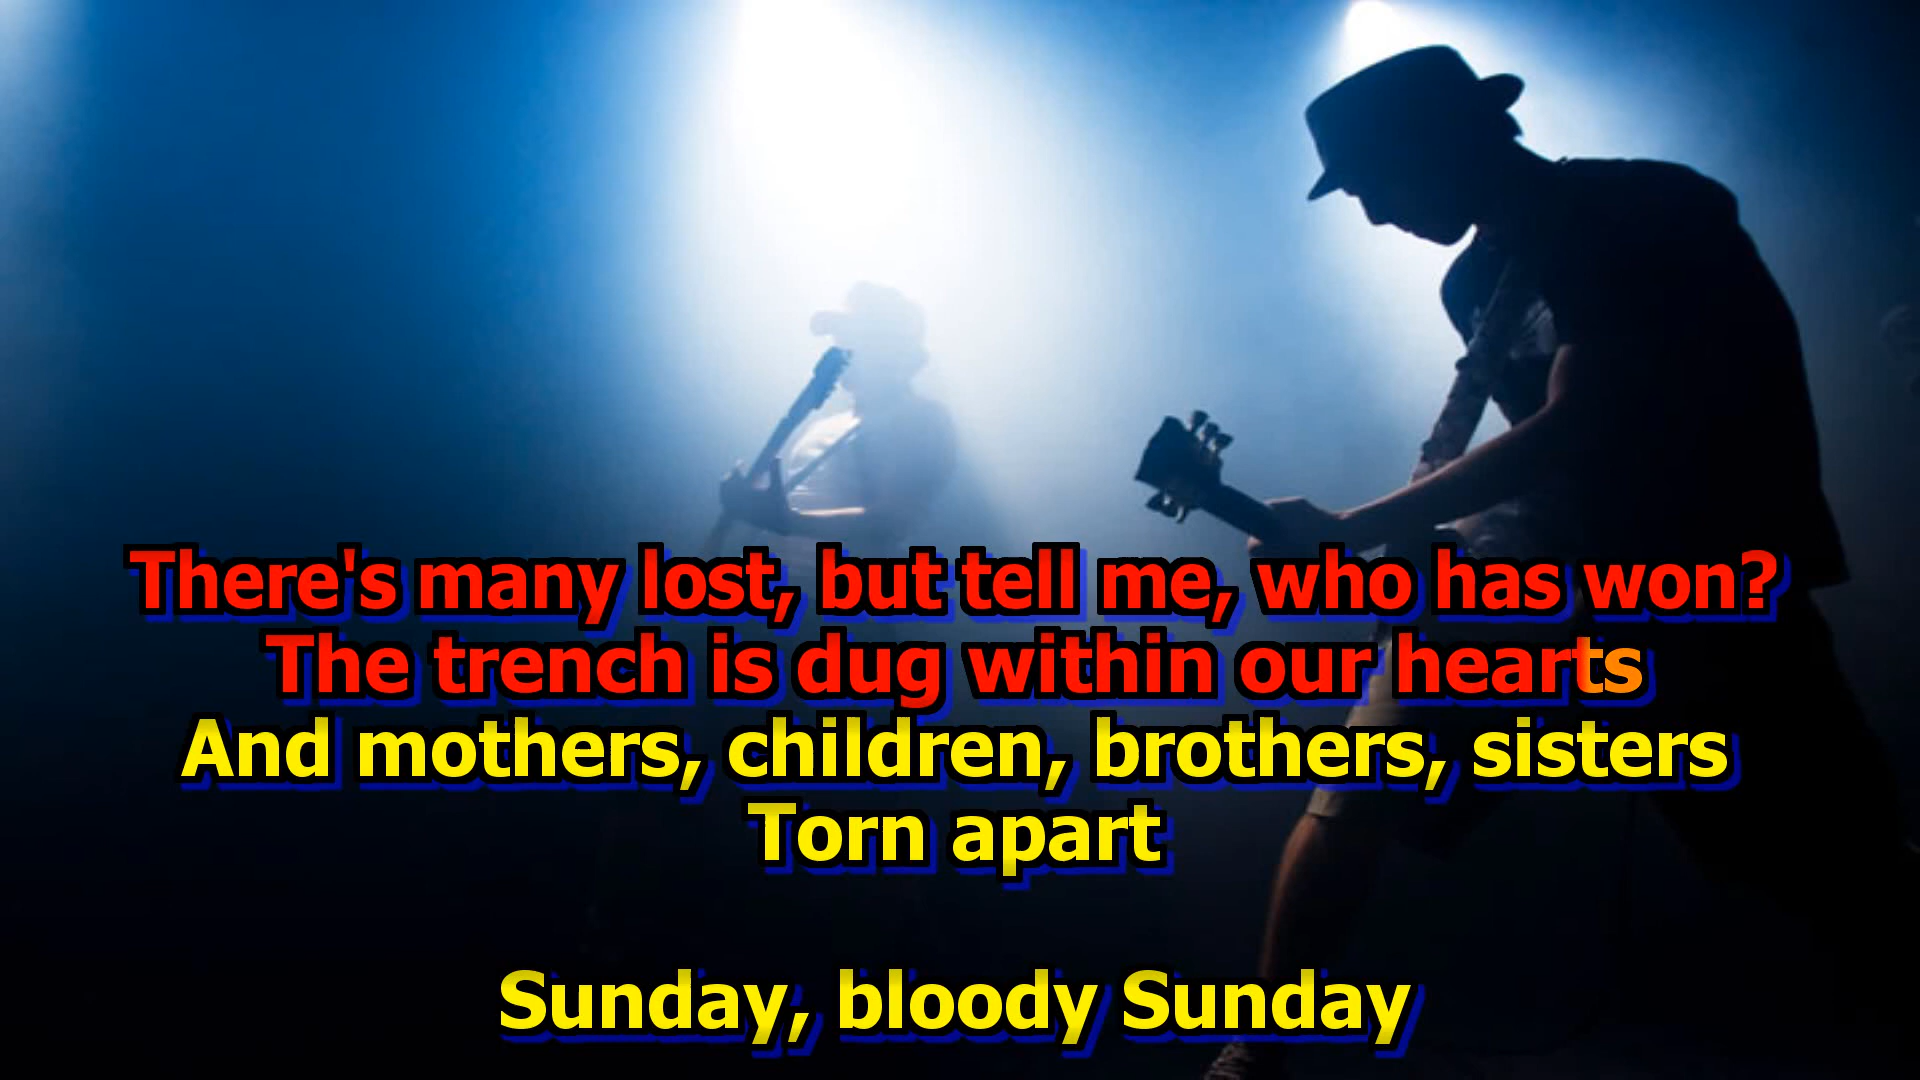 There's many lost, but tell me, who has won?
The trench is dug within our hearts
And mothers, children, brothers, sisters
Torn apart
Sunday, bloody Sunday